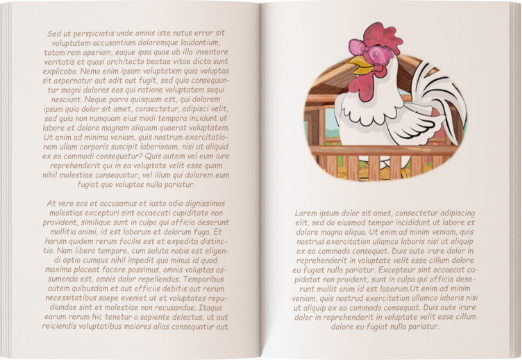 Sed ut perspiciatis unde omnis iste natus error sit
voluptatem accusantium doloremque laudantium,
totam rem aperiam, eaque ipsa quae ab illo inventore
veritatis et quasi architecto beatae vitae dicta sunt
explicabo. Nemo enim ipsam voluptatem quia voluptas
sit aspernatur aut odit aut fugit, sed quia consequun-
tur magni dolores eos qui ratione voluptatem sequi
nesciunt. Neque porro quisquam est, qui dolorem
ipsum quia dolor sit amet, consectetur, adipisci velit,
sed quia non numquam eius modi tempora incidunt ut
labore et dolore magnam aliquam quaerat voluptatem.
Ut enim ad minima veniam, quis nostrum exercitatio-
nem ullam corporis suscipit laboriosam, nisi ut aliquid
ex ea commodi consequatur? Quis autem vel eum iure
reprehenderit qui in ea voluptate velit esse quam
nihil molestiae consequatur, vel illum qui dolorem eum
fugiat quo voluptas nulla pariatur.
At vero eos et accusamus et iusto odio dignissimos
molestias excepturi sint occaecati cupiditate non
provident, similique sunt in culpa qui officia deserunt
mollitia animi, id est laborum et dolorum fuga. Et
harum quidem rerum facilis est et expedita distinc-
tio. Nam libero tempore, cum soluta nobis est eligen-
di optio cumque nihil impedit quo minus id quod
maxime placeat facere possimus, omnis voluptas as-
sumenda est, omnis dolor repellendus. Temporibus
autem quibusdam et aut officiis debitis aut rerum
necessitatibus saepe eveniet ut et voluptates repu-
diandae sint et molestiae non recusandae. Itaque
earum rerum hic tenetur a sapiente delectus, ut aut
reiciendis voluptatibus maiores alias consequatur aut.
Lorem ipsum dolor sit amet, consectetur adipiscing
elit, sed do eiusmod tempor incididunt ut labore et
dolore magna aliqua. Ut enim ad minim veniam, quis
nostrud exercitation ullamco laboris nisi ut aliquip
ex ea commodo consequat. Duis aute irure dolor in
reprehenderit in voluptate velit esse cillum dolore
eu fugiat nulla pariatur. Excepteur sint occaecat cu-
pidatat non proident, sunt in culpa qui officia dese-
runt mollit anim id est laborum.Ut enim ad minim
veniam, quis nostrud exercitation ullamco laboris nisi
ut aliquip ex ea commodo consequat. Duis aute irure
dolor in reprehenderit in voluptate velit esse cillum
dolore eu fugiat nulla pariatur.